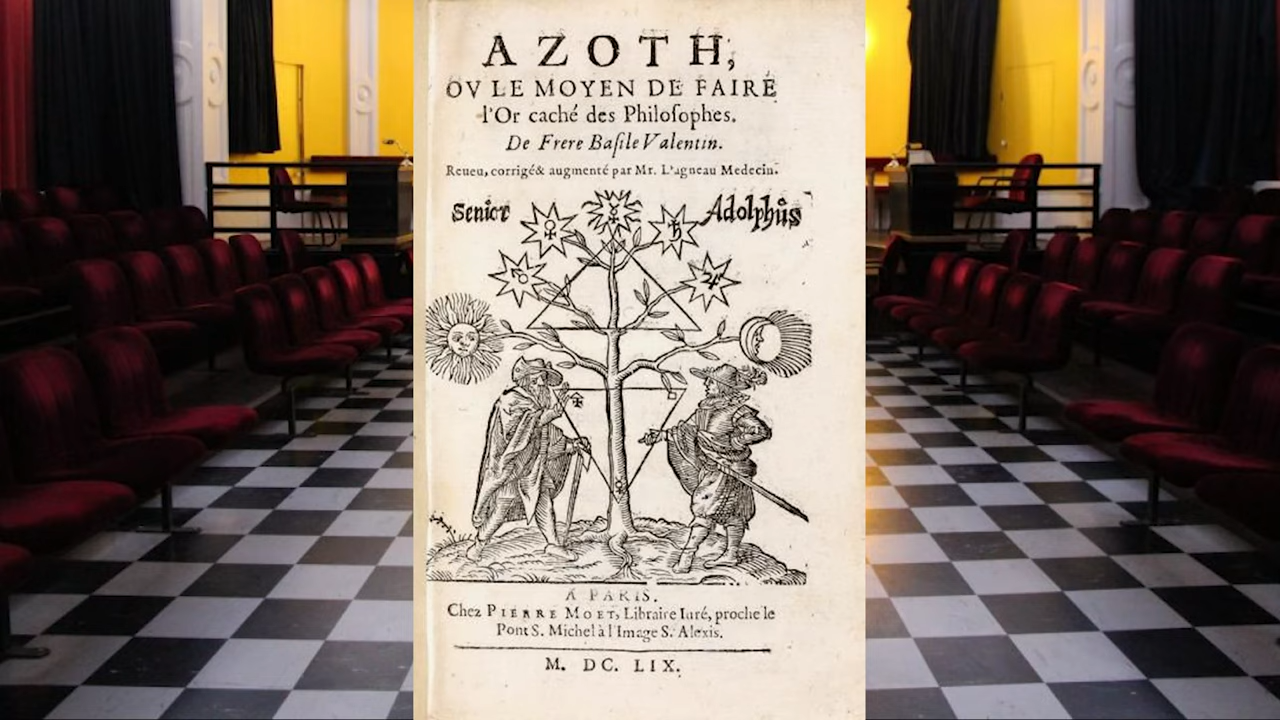 AZOTH,
OV LE MOYEN DE FAIRE
l'Or caché des Philoſophes.
De Frere Baſile Valentin.
Reueu, corrigé & augmenté par Mr. L'agneau Medecin.
Senior Adolphus
A PARIS.
Chez PIERRE MOET, Libraire Iuré, proche le
Pont S. Michel à l'Image S. Alexis.
M. DC. LIX.